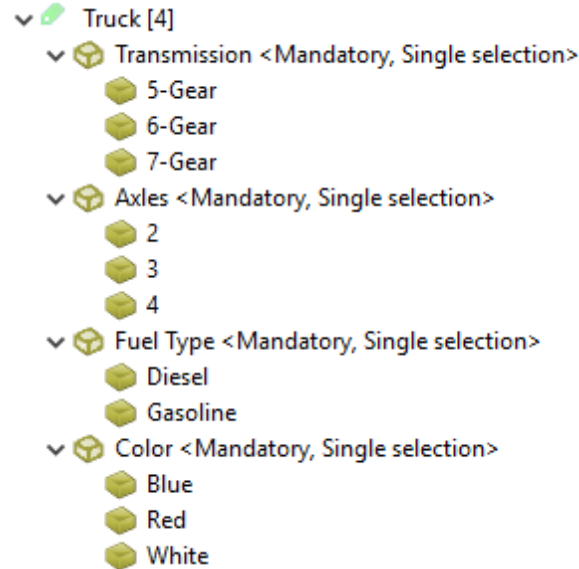 Truck [4]
Transmission <Mandatory, Single selection>
5-Gear
6-Gear
7-Gear
Axles <Mandatory, Single selection>
2
3
4
Fuel Type <Mandatory, Single selection>
Diesel
Gasoline
Color <Mandatory, Single selection>
Blue
Red
White